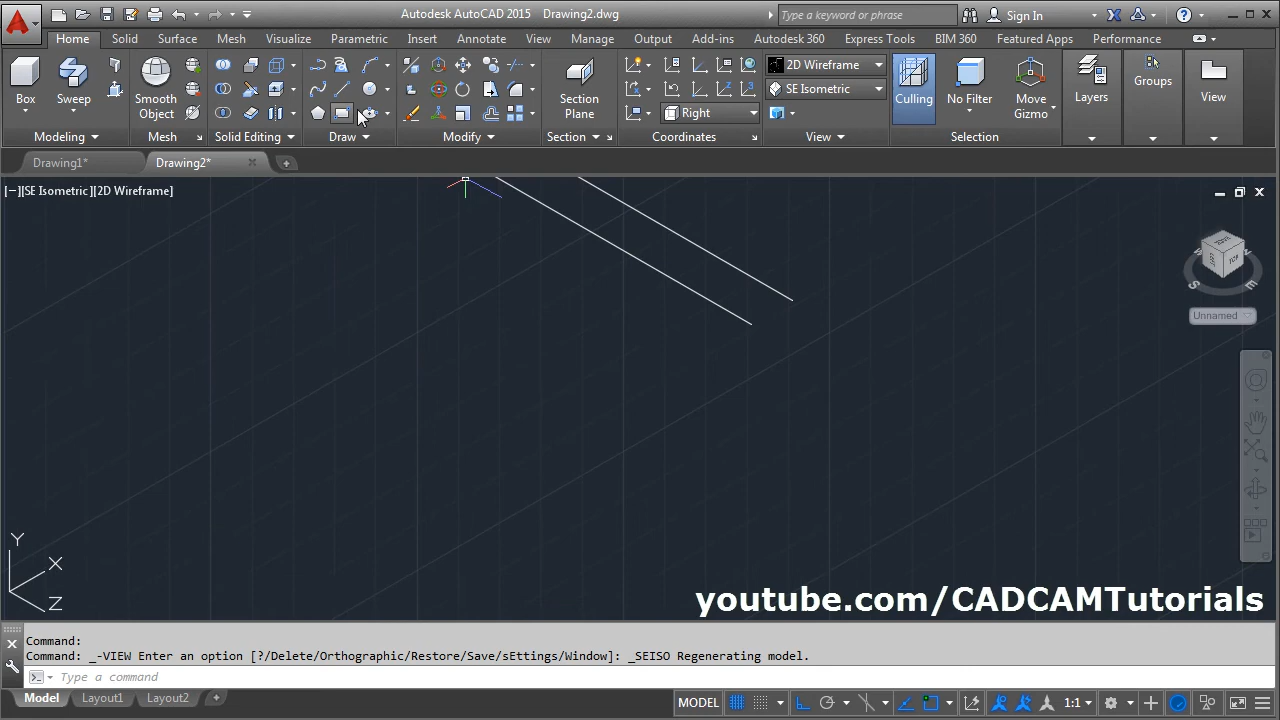 Autodesk AutoCAD 2015 Drawing2.dwg
Type a keyword or phrase
Sign In
Home Solid Surface Mesh Visualize Parametric Insert Annotate View Manage Output Add-ins Autodesk 360 Express Tools BIM 360 Featured Apps Performance
Box
Sweep
Smooth
Object
Section
Plane
Right
2D Wireframe
SE Isometric
Culling
No Filter
Move
Gizmo
Layers
Groups
View
Modeling Mesh Solid Editing Draw Modify Section Coordinates View Selection
Drawing1* Drawing2*
[−][SE Isometric][2D Wireframe]
TOP
S
E
Unnamed
Y
X
Z
youtube.com/CADCAMTutorials
Command:
Command: _-VIEW Enter an option [?/Delete/Orthographic/Restore/Save/sEttings/Window]: _SEISO Regenerating model.
Type a command
Model Layout1 Layout2
MODEL
1:1